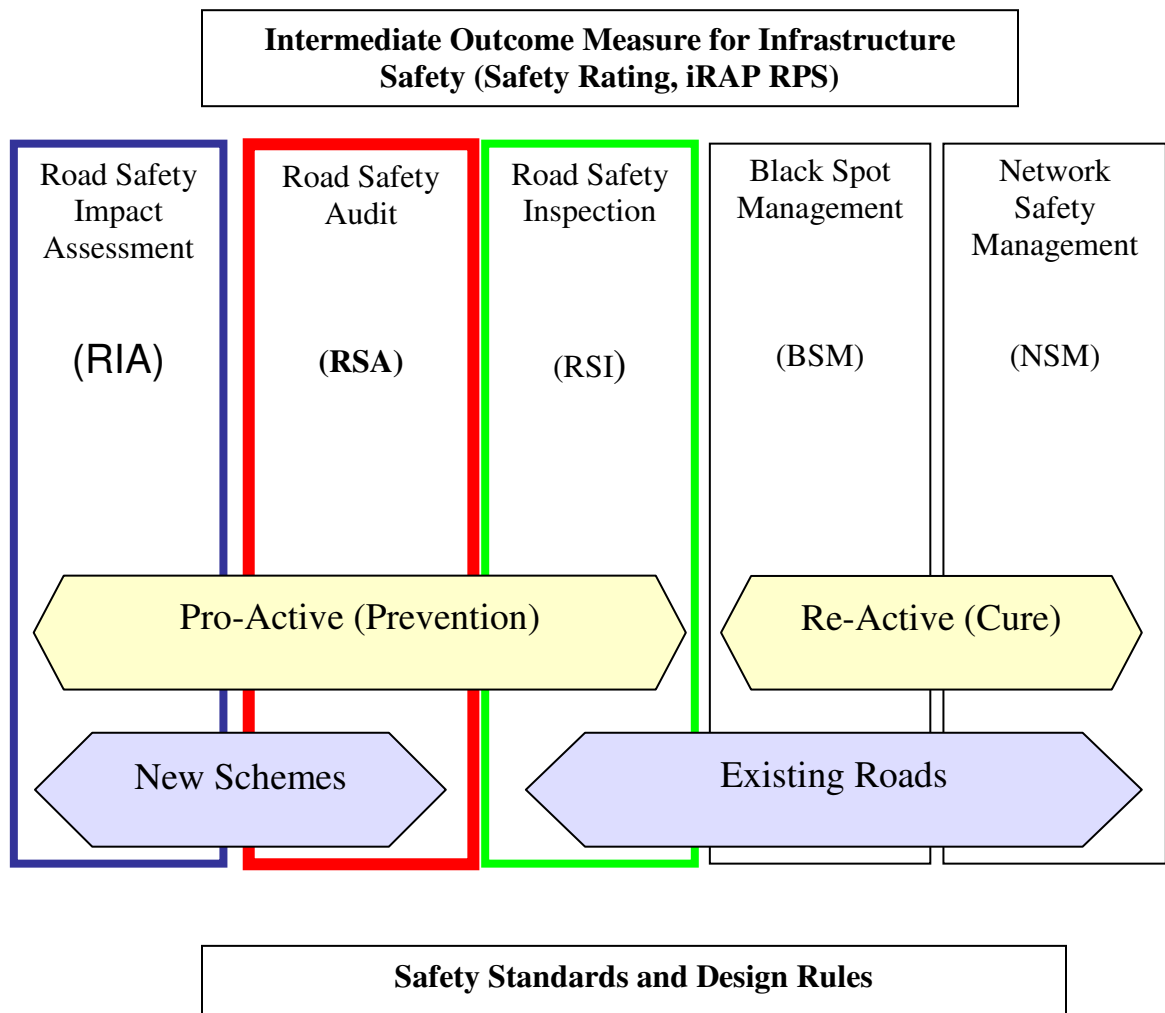 Intermediate Outcome Measure for Infrastructure
Safety (Safety Rating, iRAP RPS)
Road Safety
Impact
Assessment
(RIA)
Road Safety
Audit
(RSA)
Road Safety
Inspection
(RSI)
Black Spot
Management
(BSM)
Network
Safety
Management
(NSM)
Pro-Active (Prevention)
Re-Active (Cure)
New Schemes
Existing Roads
Safety Standards and Design Rules